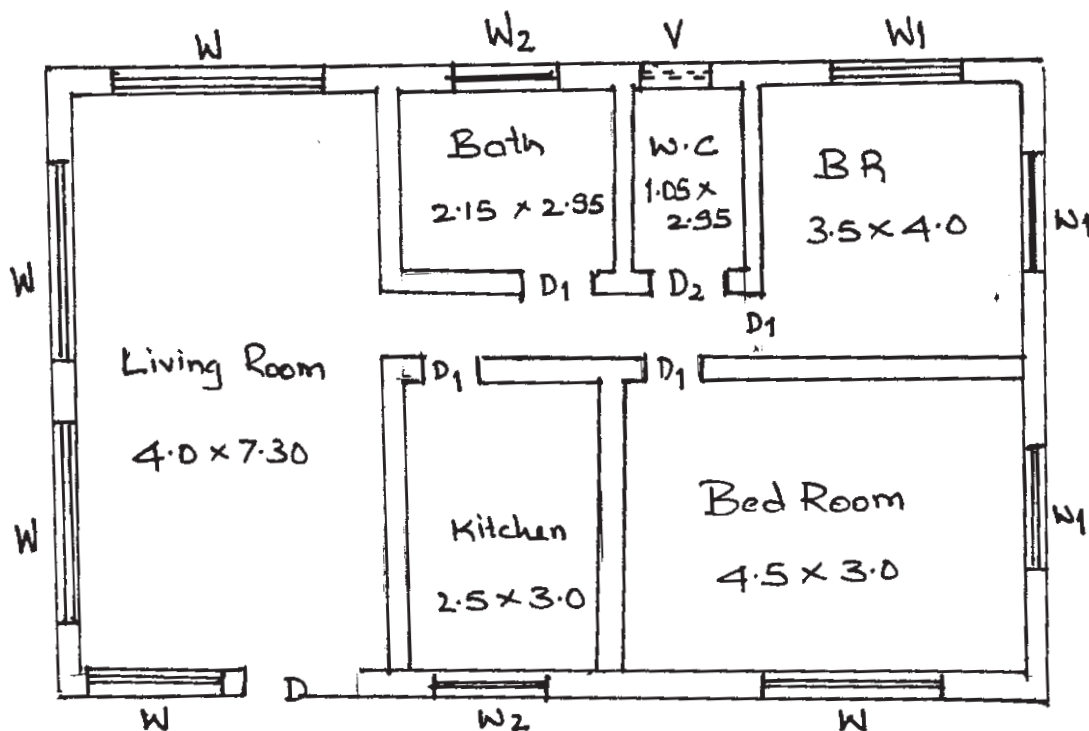 W
W2
V
W1
Bath
2.15 × 2.95
W.C
1.05 ×
2.95
BR
3.5 × 4.0
W1
W
D1
D2
D1
Living Room
4.0 × 7.30
D1
D1
W
Kitchen
2.5 × 3.0
Bed Room
4.5 × 3.0
W1
W
D
W2
W